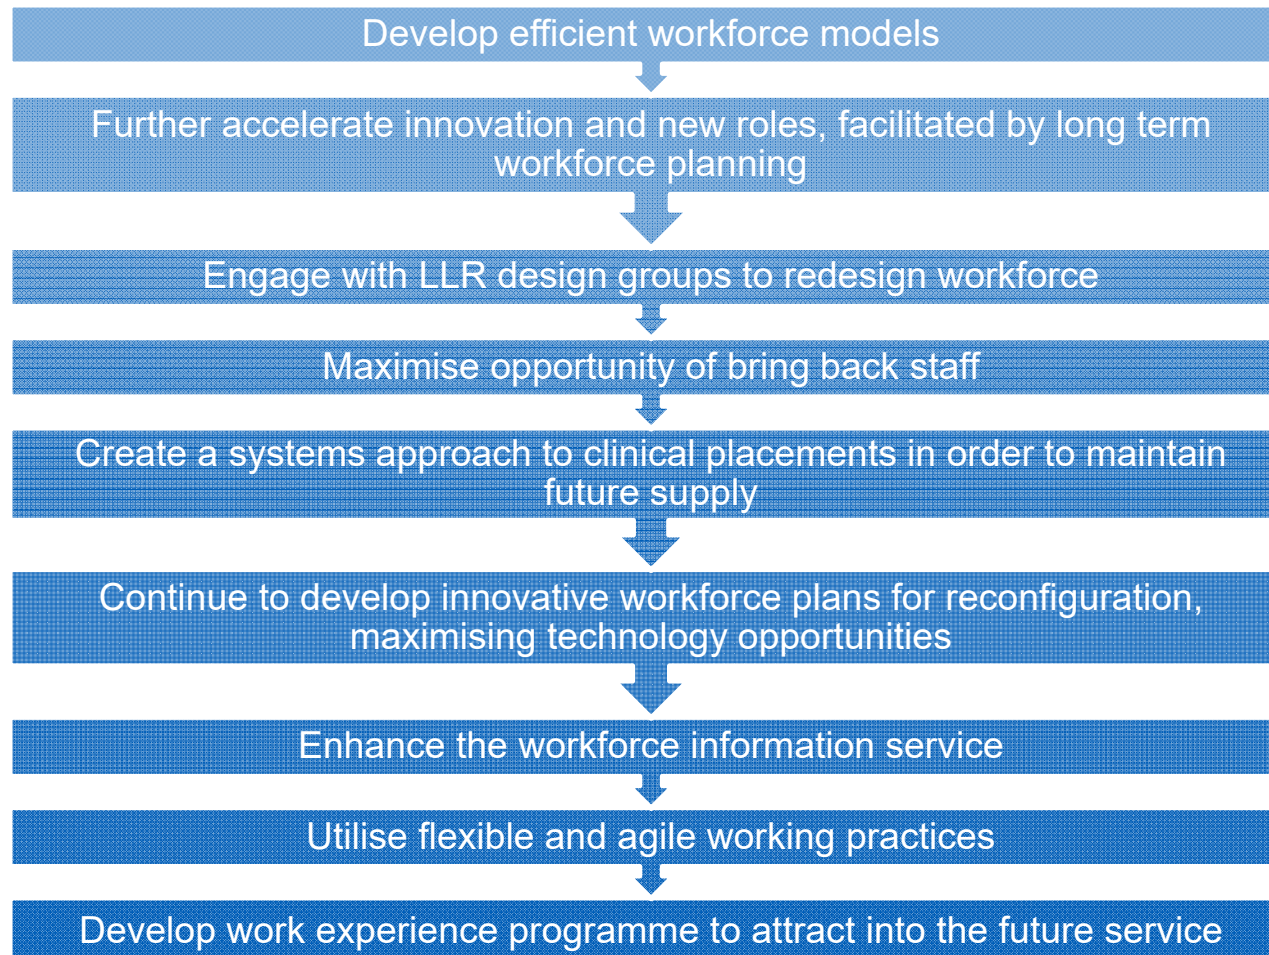 Develop efficient workforce models
Further accelerate innovation and new roles, facilitated by long term
workforce planning
Engage with LLR design groups to redesign workforce
Maximise opportunity of bring back staff
Create a systems approach to clinical placements in order to maintain
future supply
Continue to develop innovative workforce plans for reconfiguration,
maximising technology opportunities
Enhance the workforce information service
Utilise flexible and agile working practices
Develop work experience programme to attract into the future service